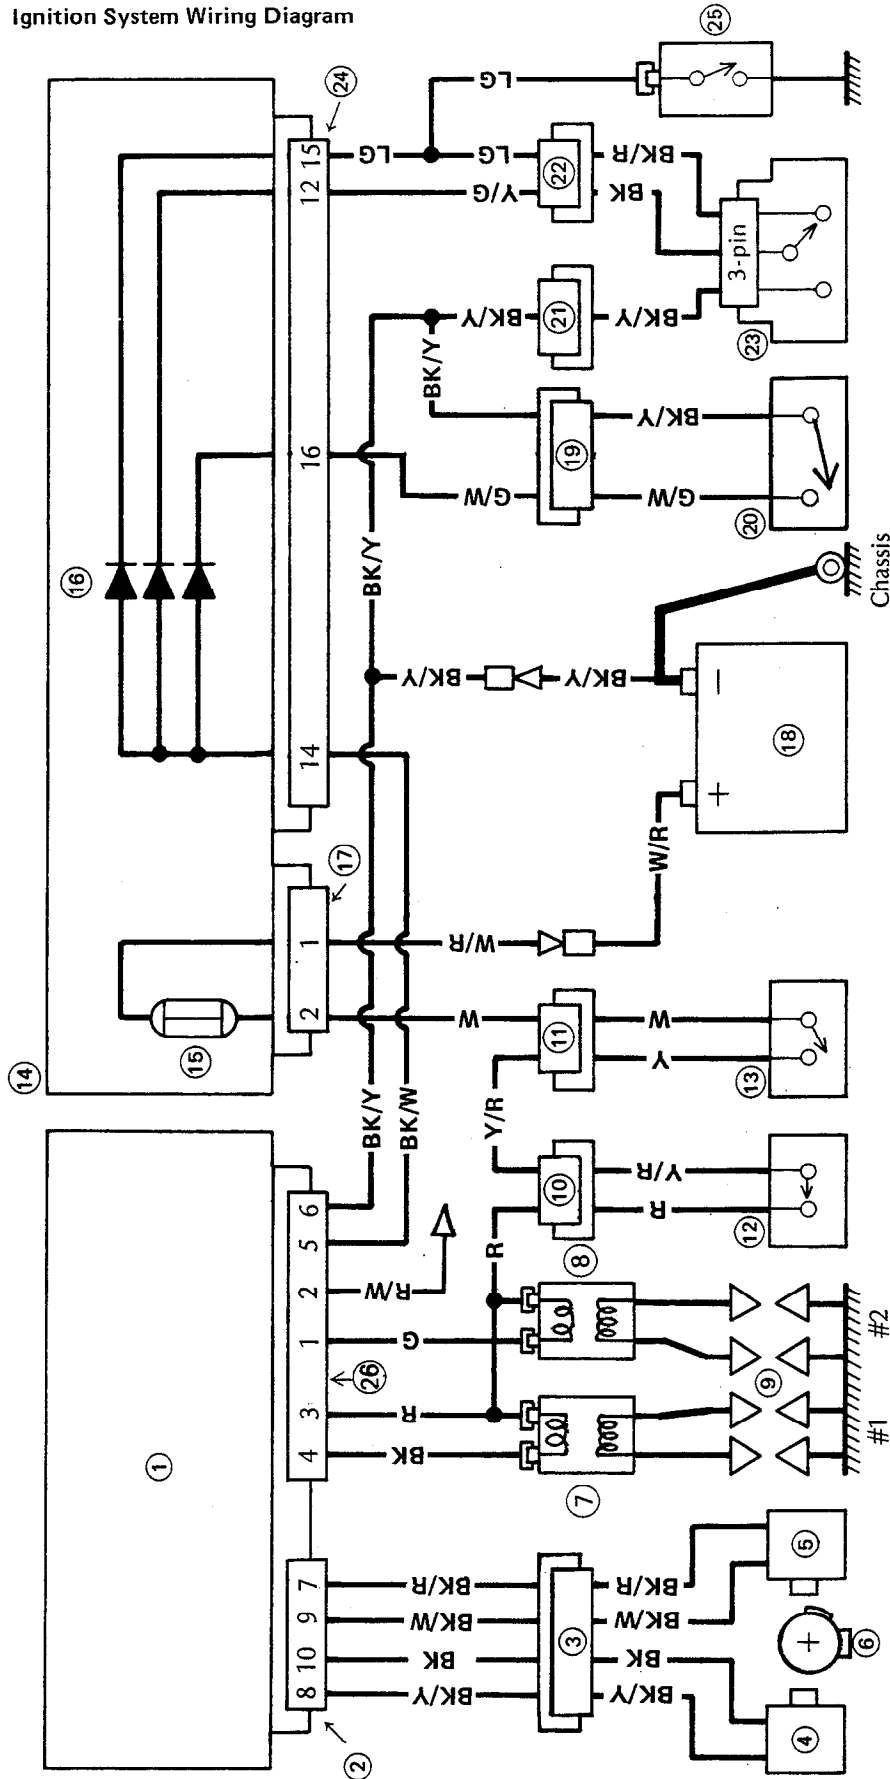 Ignition System Wiring Diagram
25
24
LG
15
LG
LG
22
BK/R
12
Y/G
BK
3-pin
21
BK/Y
BK/Y
23
BK/Y
19
BK/Y
16
G/W
G/W
20
16
BK/Y
Chassis
BK/Y
BK/Y
−
18
14
+
17
W/R
1
W/R
2
W
11
W
15
Y
13
14
BK/Y
BK/W
Y/R
10
Y/R
R
12
6
5
R
8
2
R/W
1
G
#2
26
9
3
R
4
BK
#1
1
7
5
7
BK/R
BK/R
9
BK/W
BK/W
3
6
10
BK
BK
8
BK/Y
BK/Y
4
2